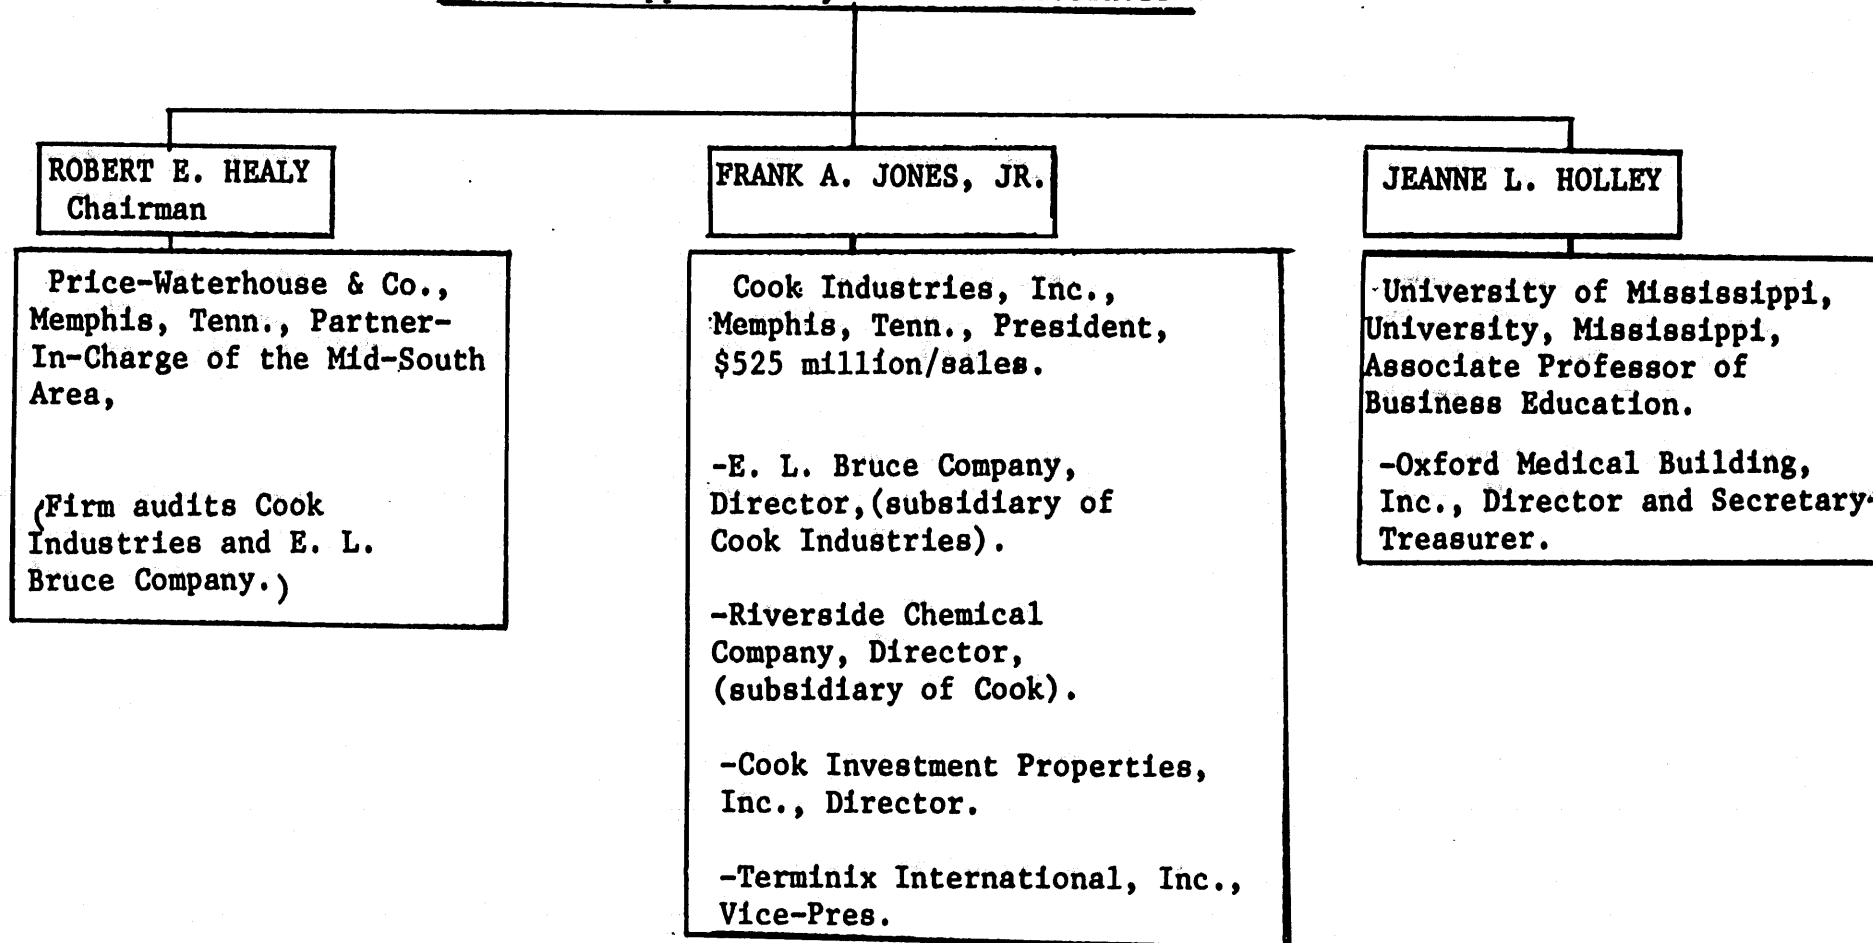 ROBERT E. HEALY
Chairman
Price-Waterhouse & Co.,
Memphis, Tenn., Partner-
In-Charge of the Mid-South
Area,
(Firm audits Cook
Industries and E. L.
Bruce Company.)
FRANK A. JONES, JR.
Cook Industries, Inc.,
Memphis, Tenn., President,
$525 million/sales.
-E. L. Bruce Company,
Director,(subsidiary of
Cook Industries).
-Riverside Chemical
Company, Director,
(subsidiary of Cook).
-Cook Investment Properties,
Inc., Director.
-Terminix International, Inc.,
Vice-Pres.
JEANNE L. HOLLEY
-University of Mississippi,
University, Mississippi,
Associate Professor of
Business Education.
-Oxford Medical Building,
Inc., Director and Secretary-
Treasurer.